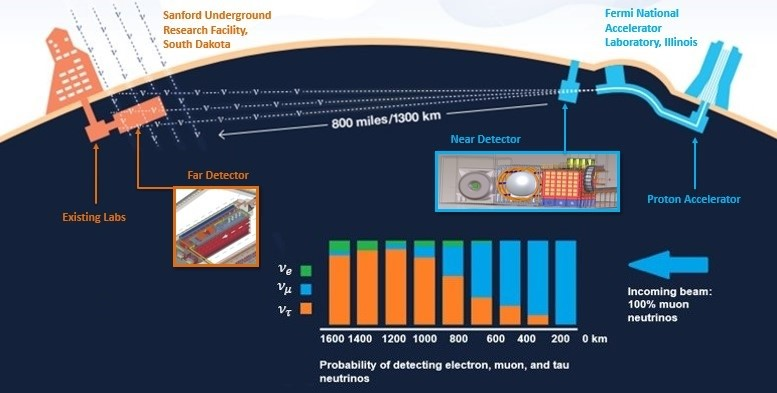 Sanford Underground
Research Facility,
South Dakota
Fermi National
Accelerator
Laboratory, Illinois
ν ν ν ν
ν ν ν
ν ν ν
800 miles/1300 km
Near Detector
Far Detector
Existing Labs
Proton Accelerator
νe
νμ
ντ
Incoming beam:
100% muon
neutrinos
1600 1400 1200 1000 800 600 400 200 0 km
Probability of detecting electron, muon, and tau
neutrinos